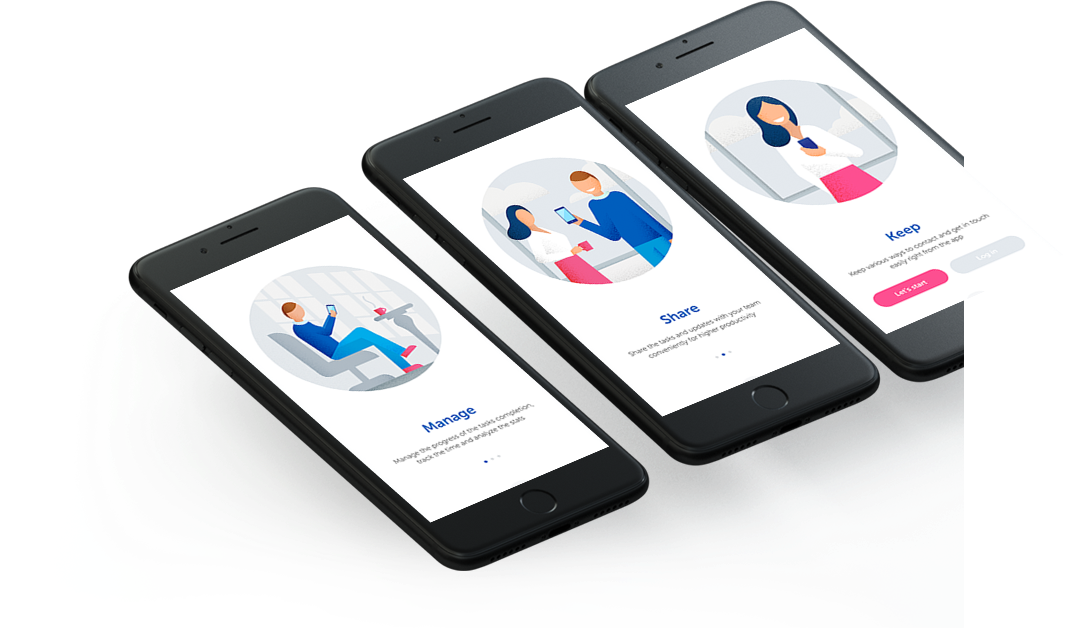 Manage
Manage the progress of the tasks completion,
track the time and analyze the stats
Share
Share the tasks and updates with your team
conveniently for higher productivity
Keep
Keep various ways to contact and get in touch
easily right from the app
Let's start
Log in